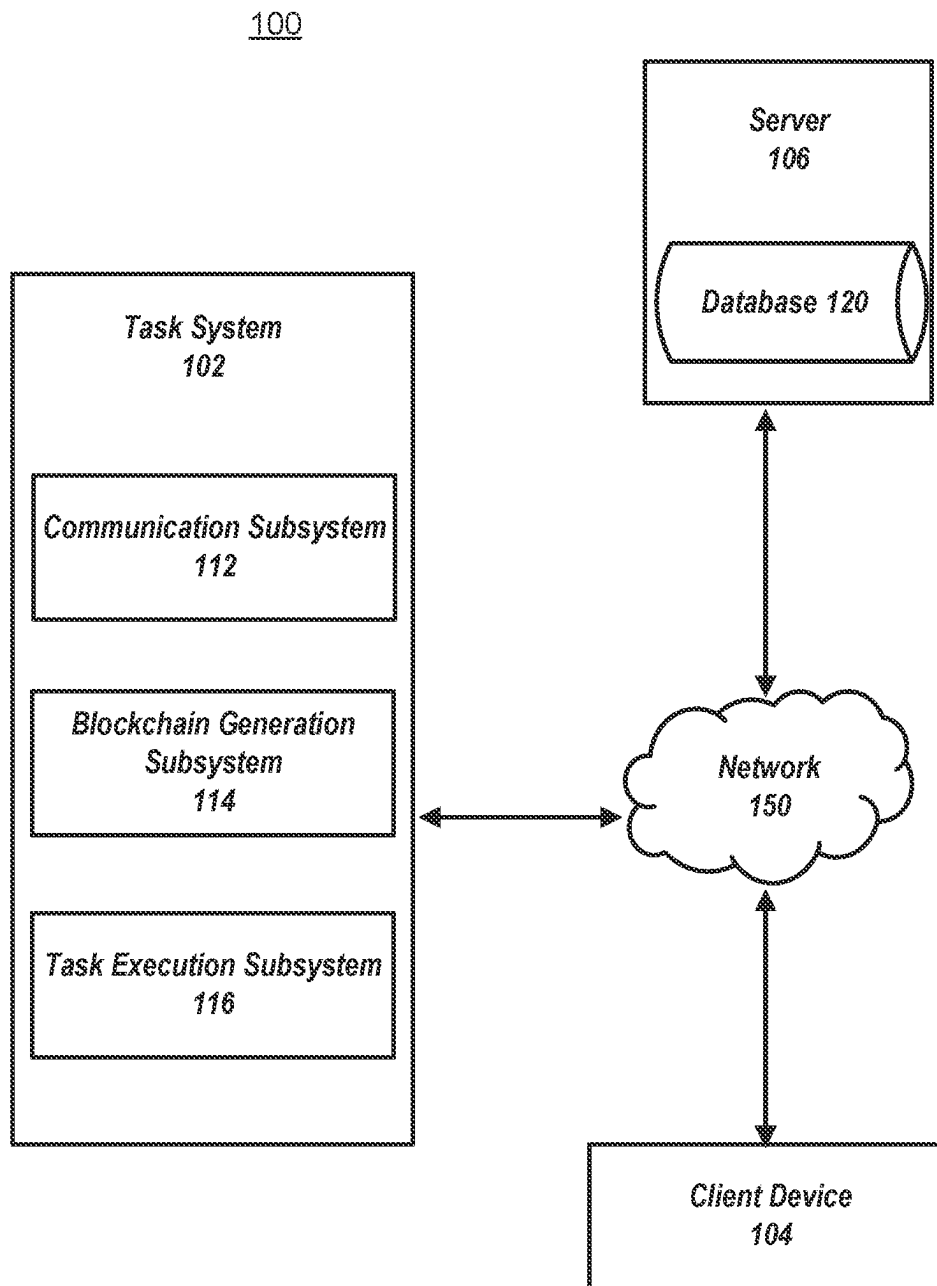 100
Server
106
Database 120
Task System
102
Communication Subsystem
112
Blockchain Generation
Subsystem
114
Task Execution Subsystem
116
Network
150
Client Device
104